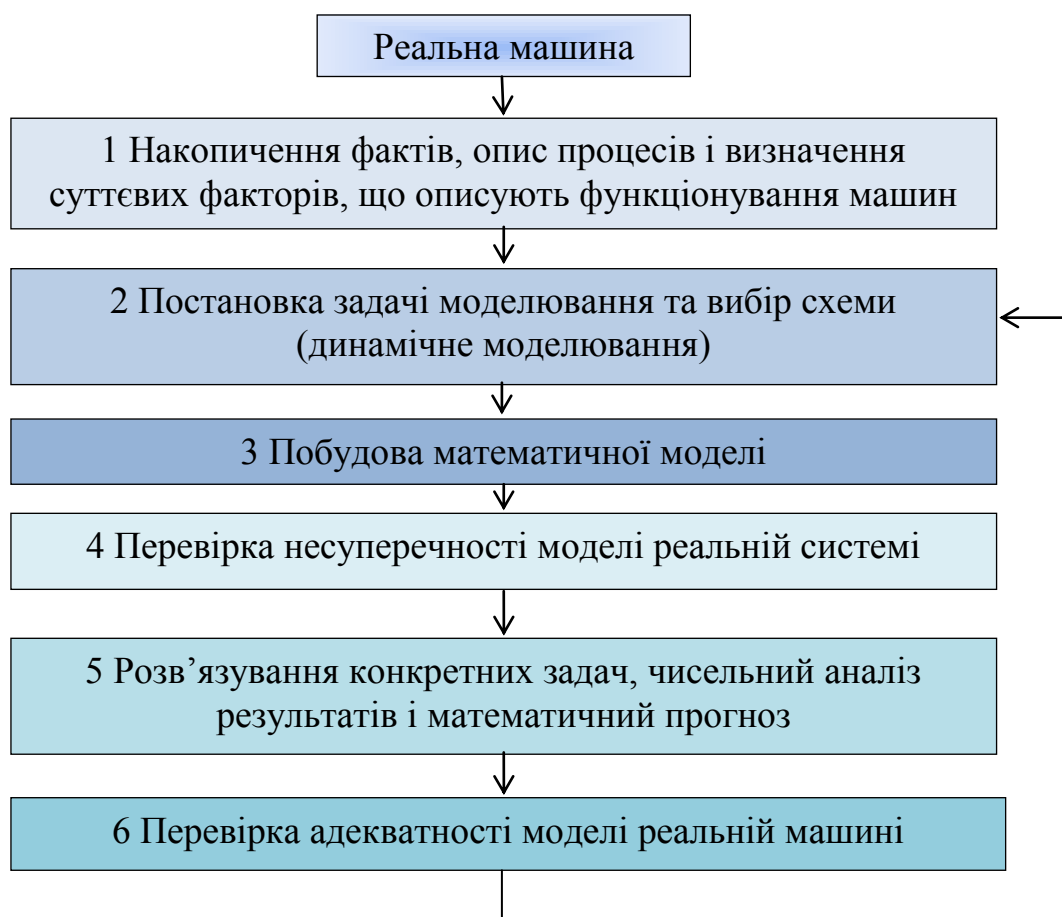 Реальна машина
1 Накопичення фактів, опис процесів і визначення
суттєвих факторів, що описують функціонування машин
2 Постановка задачі моделювання та вибір схеми
(динамічне моделювання)
3 Побудова математичної моделі
4 Перевірка несуперечності моделі реальній системі
5 Розв’язування конкретних задач, чисельний аналіз
результатів і математичний прогноз
6 Перевірка адекватності моделі реальній машині